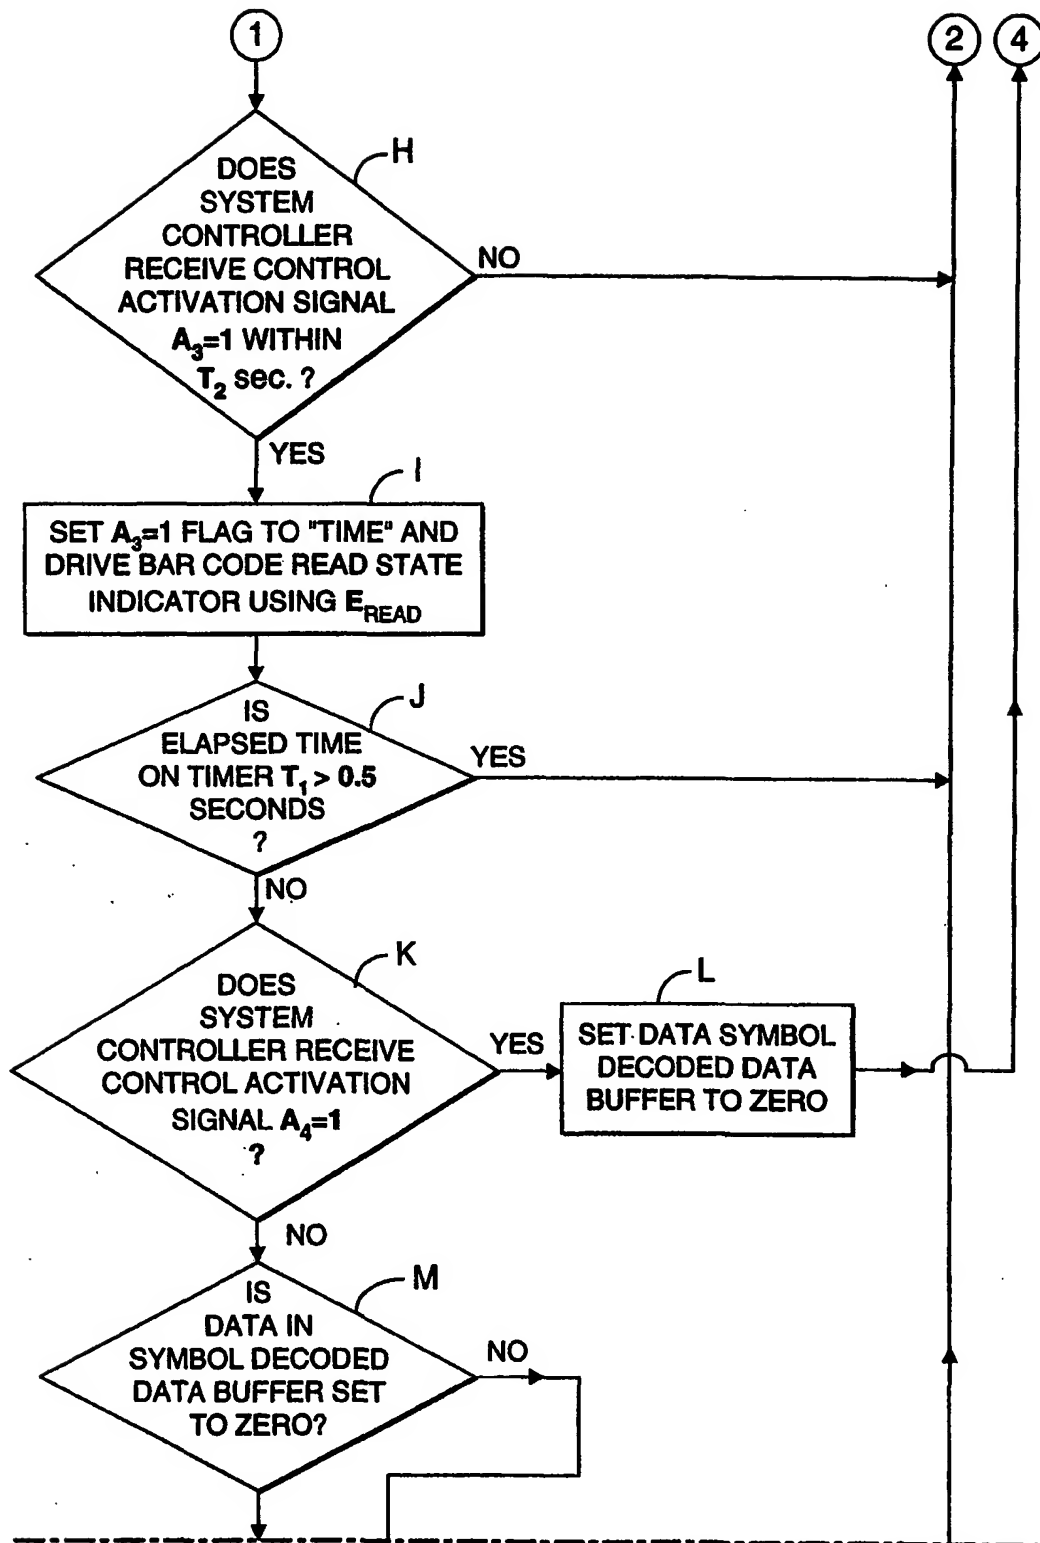 1
2
4
H
DOES
SYSTEM
CONTROLLER
RECEIVE CONTROL
ACTIVATION SIGNAL
A₃=1 WITHIN
T₂ sec. ?
NO
YES
I
SET A₃=1 FLAG TO "TIME" AND
DRIVE BAR CODE READ STATE
INDICATOR USING E_READ
J
IS
ELAPSED TIME
ON TIMER T₁ > 0.5
SECONDS
?
YES
NO
K
DOES
SYSTEM
CONTROLLER RECEIVE
CONTROL ACTIVATION
SIGNAL A₄=1
?
YES
L
SET DATA SYMBOL
DECODED DATA
BUFFER TO ZERO
NO
M
IS
DATA IN
SYMBOL DECODED
DATA BUFFER SET
TO ZERO?
NO